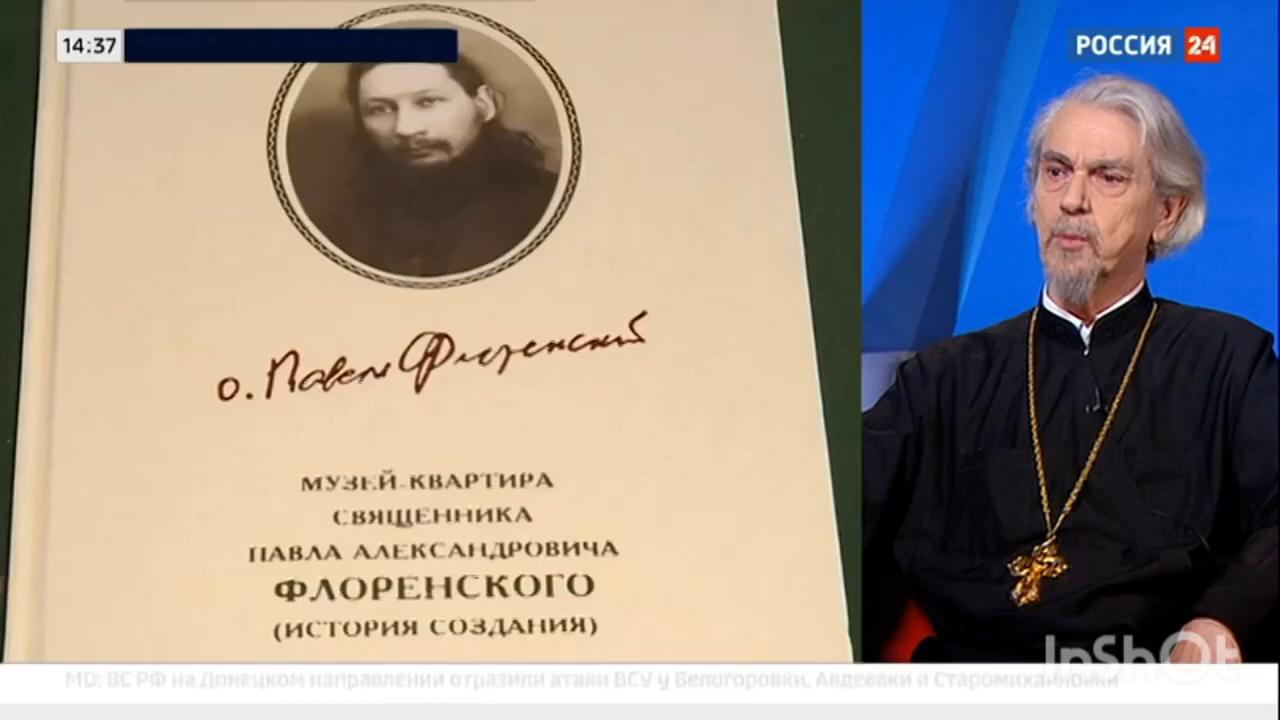 14:37
РОССИЯ 24
о. Павел Флоренский
МУЗЕЙ-КВАРТИРА
СВЯЩЕННИКА
ПАВЛА АЛЕКСАНДРОВИЧА
ФЛОРЕНСКОГО
(ИСТОРИЯ СОЗДАНИЯ)
InShOt
МО: ВС РФ на Донецком направлении отразили атаки ВСУ у Белогоровки, Авдеевки и Старомихайловки